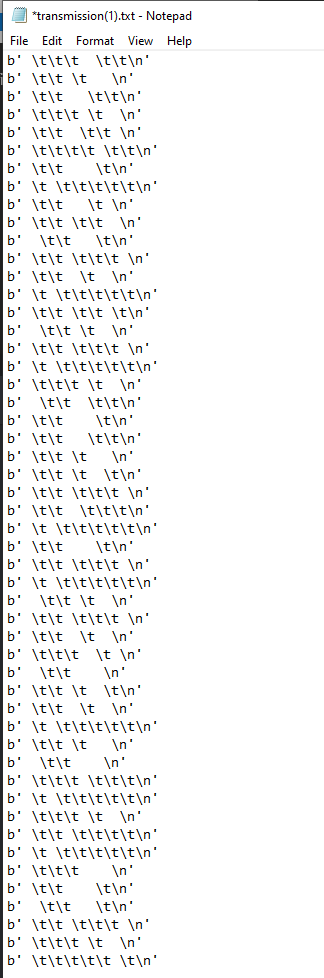 *transmission(1).txt - Notepad
File Edit Format View Help
b' \t\t\t  \t\t\n'
b' \t\t \t   \n'
b' \t\t   \t\t\n'
b' \t\t\t \t  \n'
b' \t\t  \t\t \n'
b' \t\t\t\t \t\t\n'
b' \t\t    \t\n'
b' \t \t\t\t\t\t\n'
b' \t\t   \t \n'
b' \t\t \t\t  \n'
b'  \t\t   \t\n'
b' \t\t \t\t\t \n'
b' \t\t  \t  \n'
b' \t \t\t\t\t\t\n'
b' \t\t \t\t \t\n'
b'  \t\t \t  \n'
b' \t\t \t\t\t \n'
b' \t \t\t\t\t\t\n'
b' \t\t\t \t  \n'
b'  \t\t  \t\t\n'
b' \t\t    \t\n'
b' \t\t   \t\t\n'
b' \t\t \t   \n'
b' \t\t \t  \t\n'
b' \t\t \t\t\t \n'
b' \t\t  \t\t\t\n'
b' \t \t\t\t\t\t\n'
b' \t\t    \t\n'
b' \t\t \t\t\t \n'
b' \t \t\t\t\t\t\n'
b'  \t\t \t  \n'
b' \t\t \t\t\t \n'
b' \t\t  \t  \n'
b' \t\t\t  \t \n'
b'  \t\t    \n'
b' \t\t \t  \t\n'
b' \t\t  \t  \n'
b' \t \t\t\t\t\t\n'
b' \t\t \t   \n'
b'  \t\t    \n'
b' \t\t\t \t\t\t\n'
b' \t \t\t\t\t\t\n'
b' \t\t\t \t  \n'
b' \t\t \t\t\t\t\n'
b' \t \t\t\t\t\t\n'
b' \t\t\t    \n'
b' \t\t    \t\n'
b'  \t\t   \t\n'
b' \t\t \t\t\t \n'
b' \t\t\t \t  \n'
b' \t\t\t\t\t \t\n'